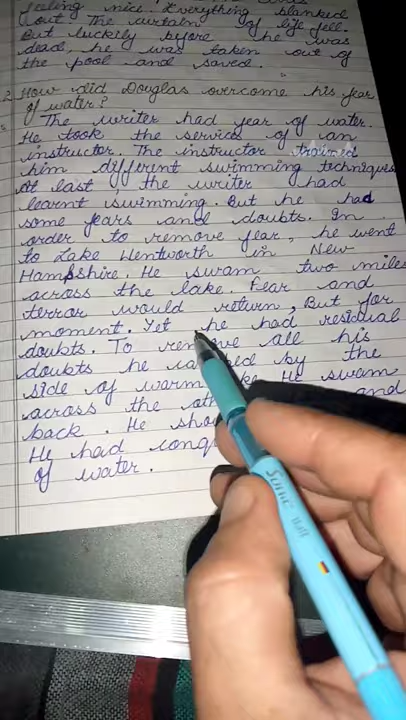 feeling nice. Everything blanked
out. The curtain of life fell.
But luckily before he was
dead, he was taken out of
the pool and saved.
How did Douglas overcome his fear
of water?
The writer had year of water.
He took the service of an
instructor. The instructor trained
him different swimming techniques
At last the writer had
learnt swimming. But he had
some fears and doubts. In
order to remove fear, he went
to Lake Wentworth in New
Hampshire. He swam two miles
across the lake. Fear and
terror would return, But for
moment. Yet he had residual
doubts. To remove all his
doubts he by the
side of warm He swam
across the and
back. He
He had
of water.